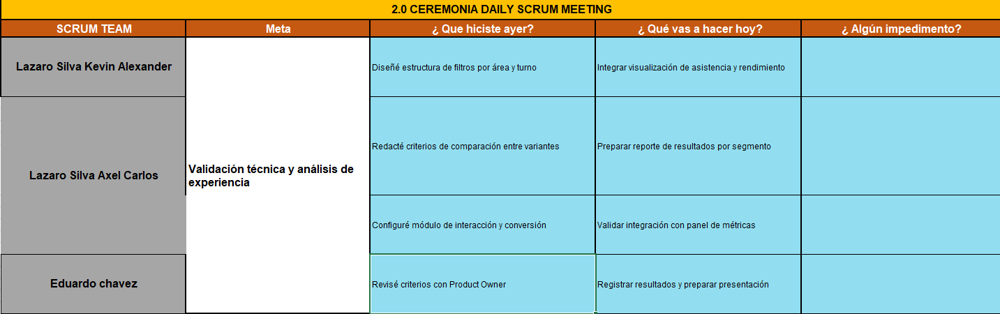 2.0 CEREMONIA DAILY SCRUM MEETING
SCRUM TEAM
Meta
¿ Que hiciste ayer?
¿ Qué vas a hacer hoy?
¿ Algún impedimento?
Lazaro Silva Kevin Alexander
Diseñé estructura de filtros por área y turno
Integrar visualización de asistencia y rendimiento
Lazaro Silva Axel Carlos
Validación técnica y análisis de
experiencia
Redacté criterios de comparación entre variantes
Preparar reporte de resultados por segmento
Configuré módulo de interacción y conversión
Validar integración con panel de métricas
Eduardo chavez
Revisé criterios con Product Owner
Registrar resultados y preparar presentación